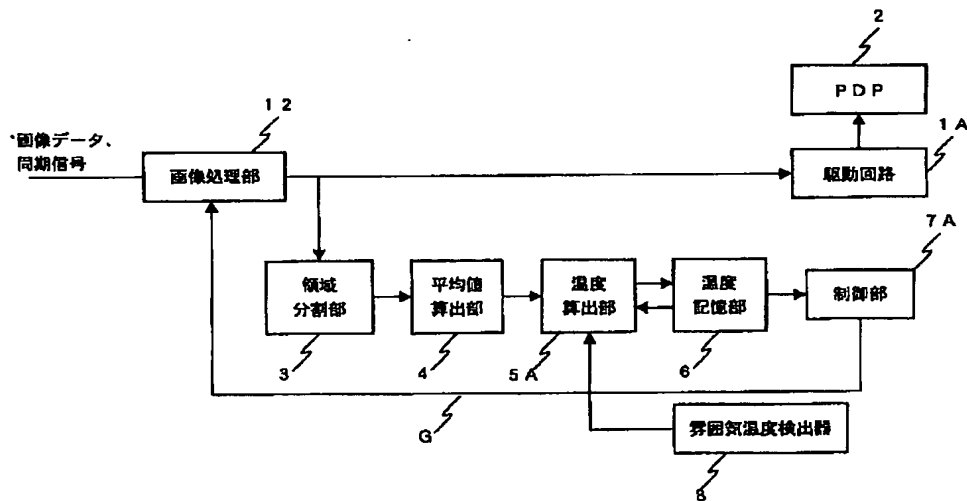 2
PDP
1A
駆動回路
12
画像データ、
同期信号
画像処理部
7A
領域
分割部
平均値
算出部
温度
算出部
温度
記憶部
制御部
3
4
5A
6
G
雰囲気温度検出器
8